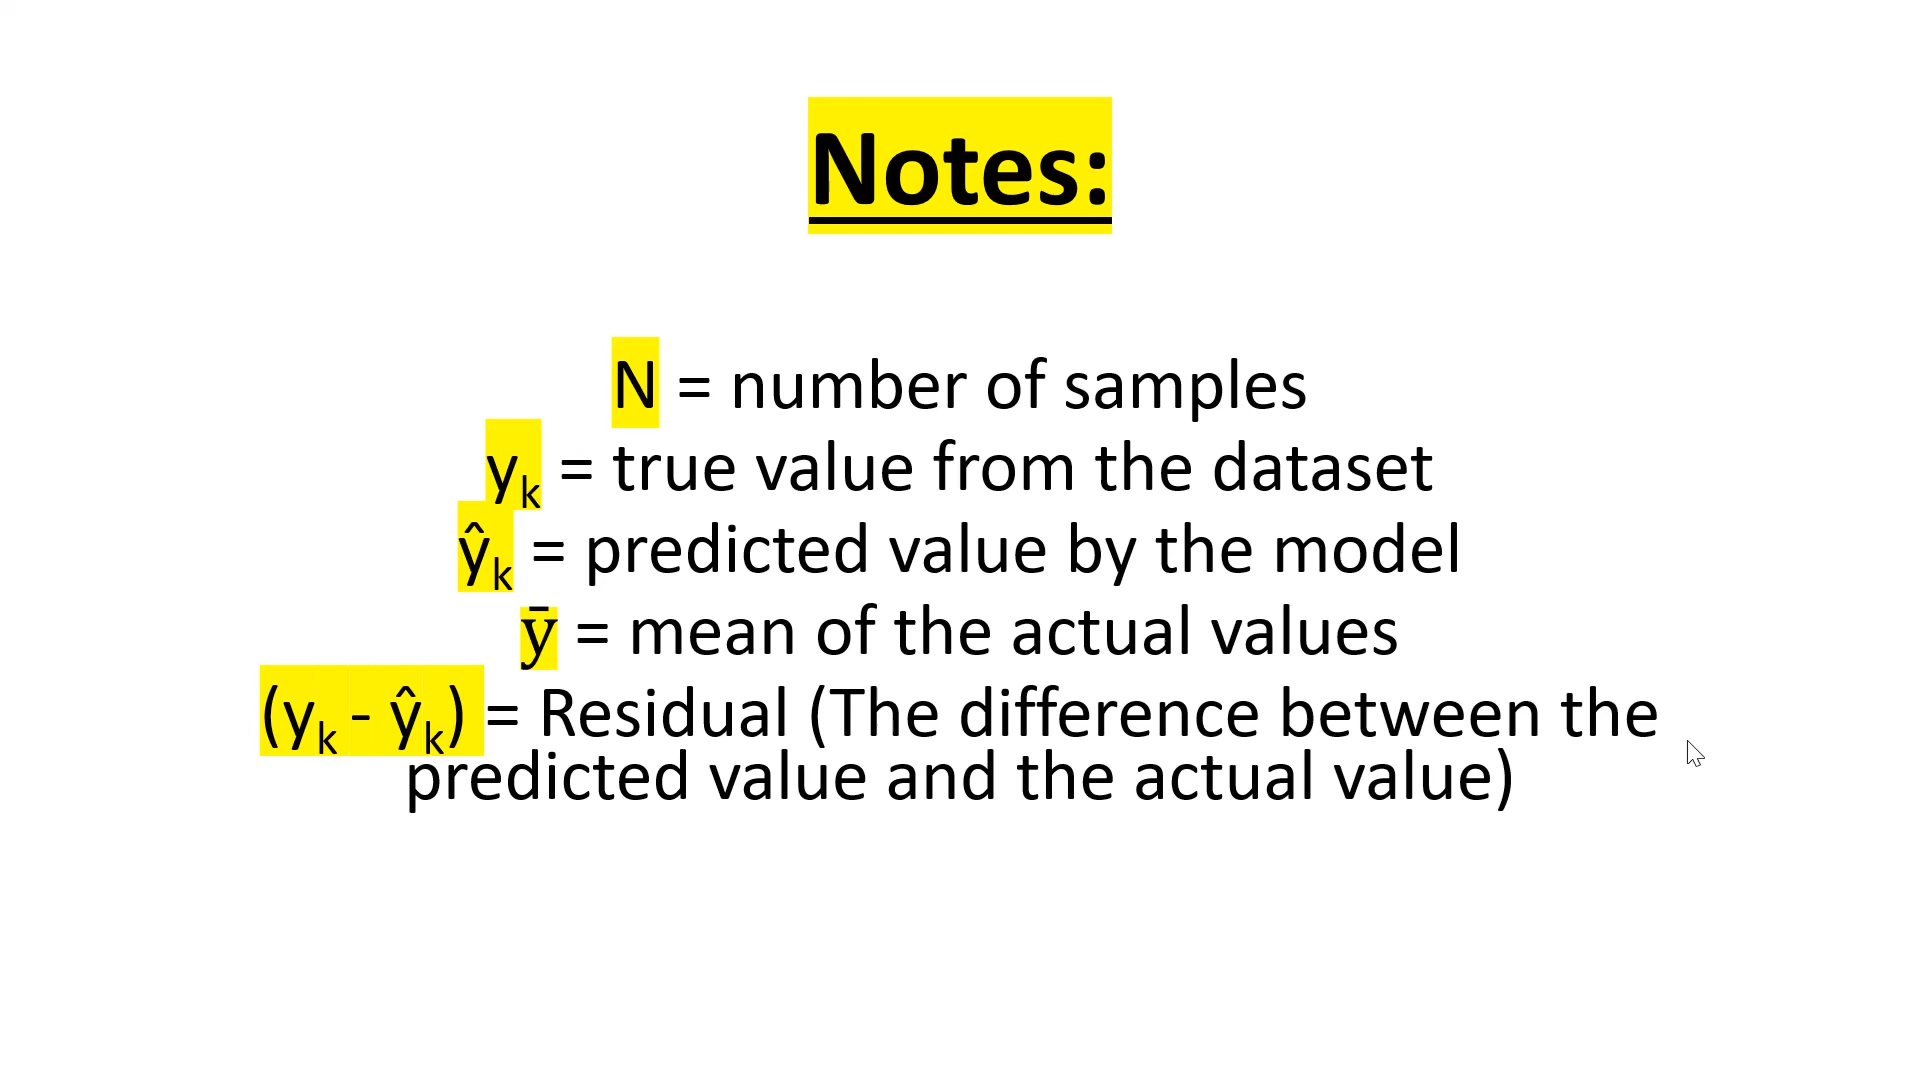 Notes:
N = number of samples
yₖ = true value from the dataset
ŷₖ = predicted value by the model
ȳ = mean of the actual values
(yₖ - ŷₖ) = Residual (The difference between the
predicted value and the actual value)